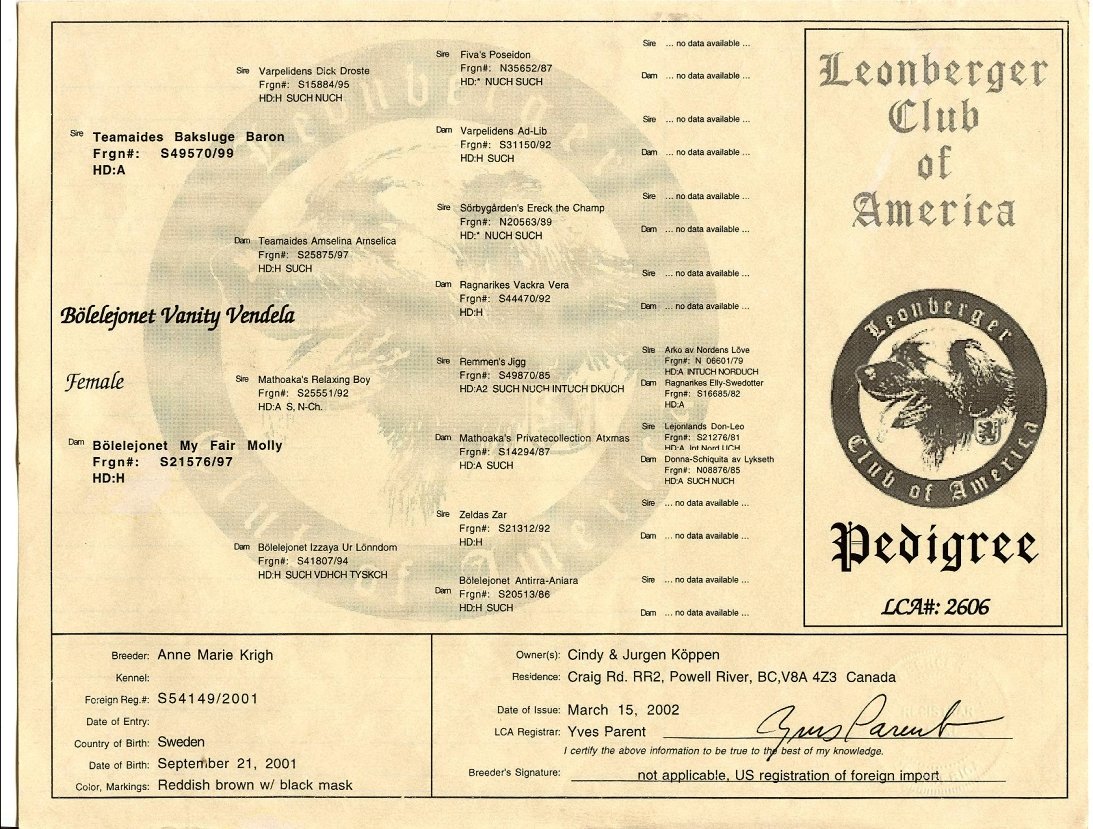 Leonberger
Club
of
America
Leonberger
Club of America
Pedigree
LCA#: 2606
Bölelejonet Vanity Vendela
Female
Sire Teamaides Baksluge Baron
Frgn#: S49570/99
HD:A
Dam Bölelejonet My Fair Molly
Frgn#: S21576/97
HD:H
Sire Varpelidens Dick Droste
Frgn#: S15884/95
HD:H SUCH NUCH
Dam Teamaides Amselina Arnselica
Frgn#: S25875/97
HD:H SUCH
Sire Mathoaka's Relaxing Boy
Frgn#: S25551/92
HD:A S, N-Ch.
Dam Bölelejonet Izzaya Ur Lönndom
Frgn#: S41807/94
HD:H SUCH VDHCH TYSKCH
Sire Fiva's Poseidon
Frgn#: N35652/87
HD:* NUCH SUCH
Dam Varpelidens Ad-Lib
Frgn#: S31150/92
HD:H SUCH
Sire Sörbygården's Ereck the Champ
Frgn#: N20563/89
HD:* NUCH SUCH
Dam Ragnarikes Vackra Vera
Frgn#: S44470/92
HD:H
Sire Remmen's Jigg
Frgn#: S49870/85
HD:A2 SUCH NUCH INTUCH DKUCH
Dam Mathoaka's Privatecollection Atxmas
Frgn#: S14294/87
HD:A SUCH
Sire Zeldas Zar
Frgn#: S21312/92
HD:H
Dam Bölelejonet Antirra-Aniara
Frgn#: S20513/86
HD:H SUCH
Sire ... no data available ...
Dam ... no data available ...
Sire ... no data available ...
Dam ... no data available ...
Sire ... no data available ...
Dam ... no data available ...
Sire ... no data available ...
Dam ... no data available ...
Sire Arko av Nordens Löve
Frgn#: N 06601/79
HD:A INTUCH NORDUCH
Dam Ragnarikes Elly-Swedotter
Frgn#: S16685/82
HD:A
Sire Lejonlands Don-Leo
Frgn#: S21276/81
HD:A Int Nord UCH
Dam Donna-Schiquita av Lykseth
Frgn#: N08876/85
HD:A SUCH NUCH
Sire ... no data available ...
Dam ... no data available ...
Sire ... no data available ...
Dam ... no data available ...
Breeder: Anne Marie Krigh
Kennel:
Foreign Reg.#: S54149/2001
Date of Entry:
Country of Birth: Sweden
Date of Birth: September 21, 2001
Color, Markings: Reddish brown w/ black mask
Owner(s): Cindy & Jurgen Köppen
Residence: Craig Rd. RR2, Powell River, BC,V8A 4Z3 Canada
Date of Issue: March 15, 2002
LCA Registrar: Yves Parent
Yves Parent
I certify the above information to be true to the best of my knowledge.
Breeder's Signature: not applicable, US registration of foreign import